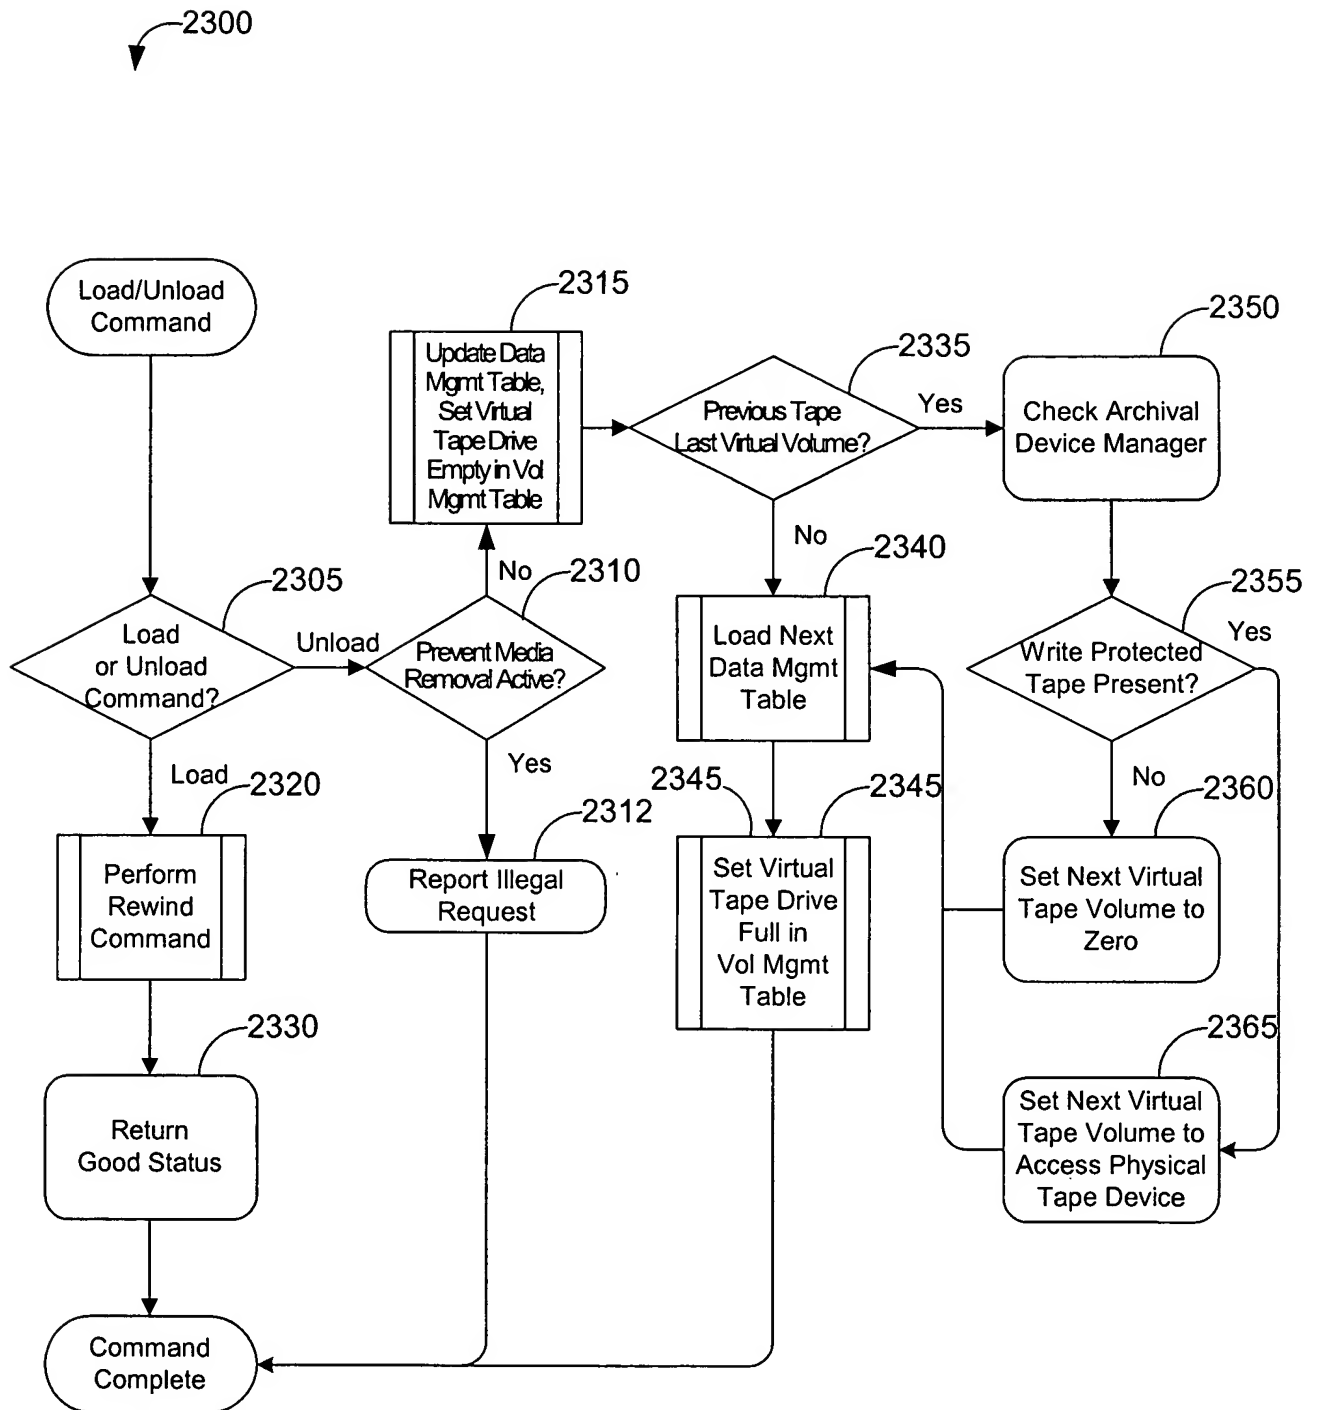 2300
Load/Unload
Command
2305
Load
or Unload
Command?
Unload
Load
2320
Perform
Rewind
Command
2330
Return
Good Status
Command
Complete
2315
Update Data
Mgmt Table,
Set Virtual
Tape Drive
Empty in Vol
Mgmt Table
No
2310
Prevent Media
Removal Active?
Yes
2312
Report Illegal
Request
2335
Previous Tape
Last Virtual Volume?
Yes
No
2340
Load Next
Data Mgmt
Table
2345
2345
Set Virtual
Tape Drive
Full in
Vol Mgmt
Table
2350
Check Archival
Device Manager
2355
Yes
Write Protected
Tape Present?
No
2360
Set Next Virtual
Tape Volume to
Zero
2365
Set Next Virtual
Tape Volume to
Access Physical
Tape Device